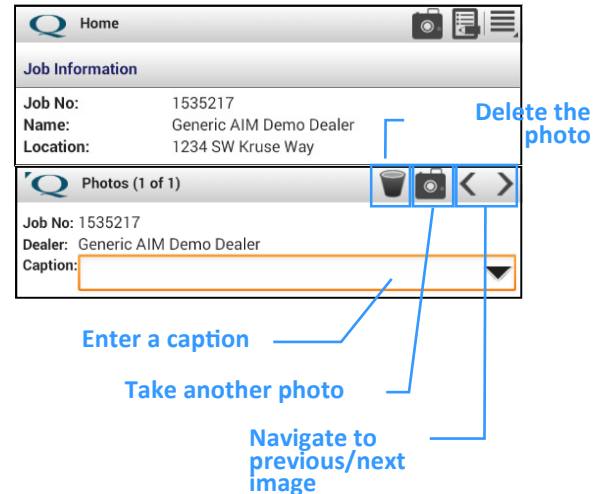 Home
Job Information
Job No: 1535217
Name: Generic AIM Demo Dealer
Location: 1234 SW Kruse Way
Delete the
photo
Photos (1 of 1)
Job No: 1535217
Dealer: Generic AIM Demo Dealer
Caption:
Enter a caption
Take another photo
Navigate to
previous/next
image